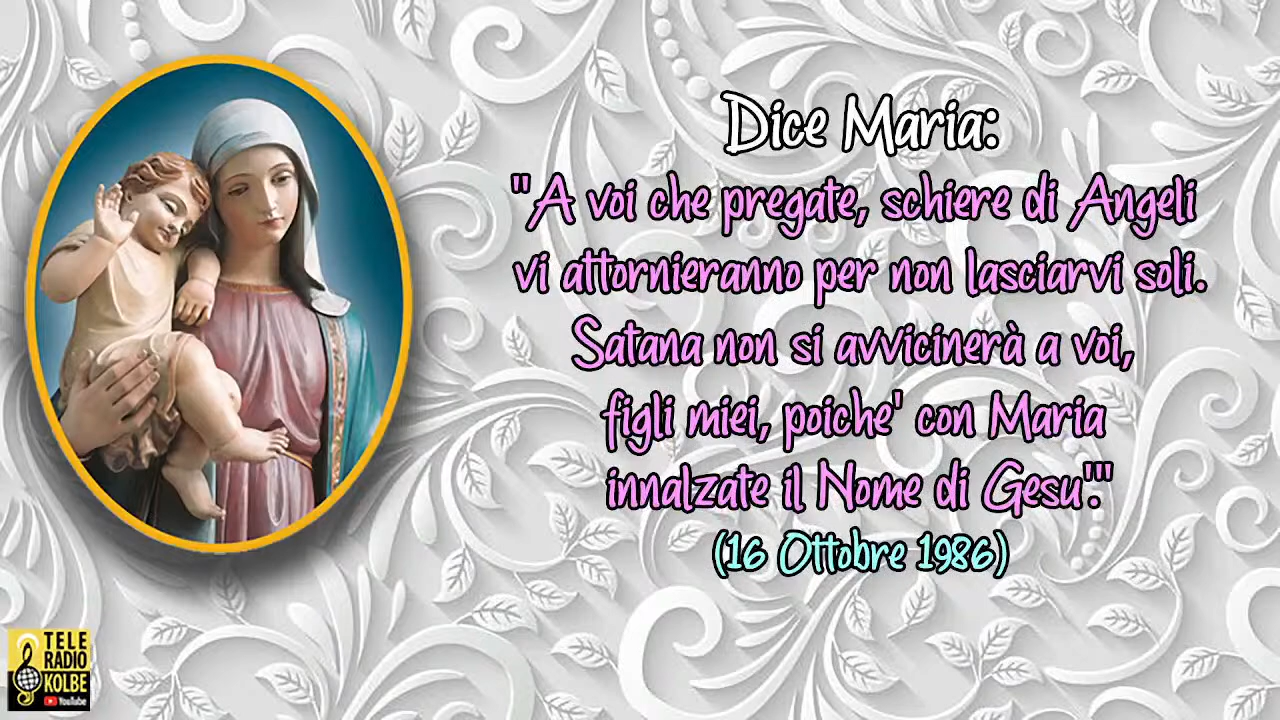 Dice Maria:
"A voi che pregate, schiere di Angeli
vi attornieranno per non lasciarvi soli.
Satana non si avvicinerà a voi,
figli miei, poiche' con Maria
innalzate il Nome di Gesu'."
(16 Ottobre 1986)
TELE
RADIO
KOLBE
YouTube